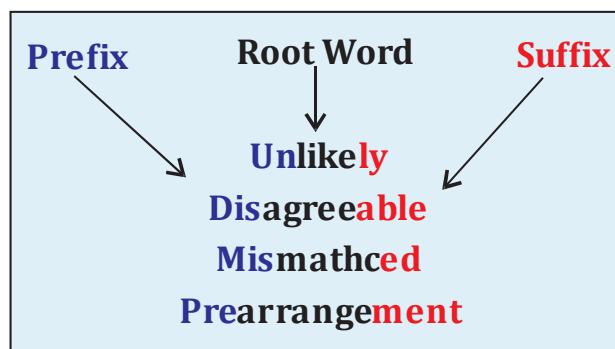 Prefix Root Word Suffix
Unlikely
Disagreeable
Mismathced
Prearrangement